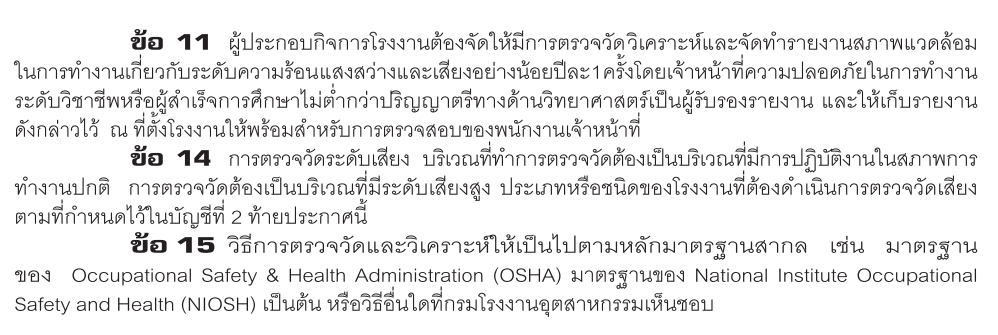 ข้อ 11 ผู้ประกอบกิจการโรงงานต้องจัดให้มีการตรวจวัดวิเคราะห์และจัดทำรายงานสภาพแวดล้อม
ในการทำงานเกี่ยวกับระดับความร้อนแสงสว่างและเสียงอย่างน้อยปีละ1ครั้งโดยเจ้าหน้าที่ความปลอดภัยในการทำงาน
ระดับวิชาชีพหรือผู้สำเร็จการศึกษาไม่ต่ำกว่าปริญญาตรีทางด้านวิทยาศาสตร์เป็นผู้รับรองรายงาน และให้เก็บรายงาน
ดังกล่าวไว้ ณ ที่ตั้งโรงงานให้พร้อมสำหรับการตรวจสอบของพนักงานเจ้าหน้าที่
ข้อ 14 การตรวจวัดระดับเสียง บริเวณที่ทำการตรวจวัดต้องเป็นบริเวณที่มีการปฏิบัติงานในสภาพการ
ทำงานปกติ การตรวจวัดต้องเป็นบริเวณที่มีระดับเสียงสูง ประเภทหรือชนิดของโรงงานที่ต้องดำเนินการตรวจวัดเสียง
ตามที่กำหนดไว้ในบัญชีที่ 2 ท้ายประกาศนี้
ข้อ 15 วิธีการตรวจวัดและวิเคราะห์ให้เป็นไปตามหลักมาตรฐานสากล เช่น มาตรฐาน
ของ Occupational Safety & Health Administration (OSHA) มาตรฐานของ National Institute Occupational
Safety and Health (NIOSH) เป็นต้น หรือวิธีอื่นใดที่กรมโรงงานอุตสาหกรรมเห็นชอบ